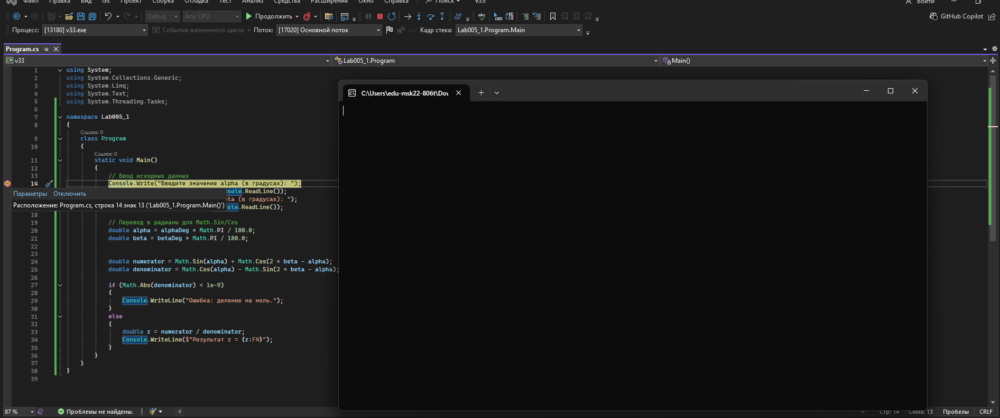 Файл Правка Вид Git Проект Сборка Отладка Тест Анализ Средства Расширения Окно Справка Поиск v33 Войти
Debug Any CPU Продолжить GitHub Copilot
Процесс: [13180] v33.exe События жизненного цикла Поток: [17020] Основной поток Кадр стека: Lab005_1.Program.Main
Program.cs
C# v33 Lab005_1.Program Main()
1 using System;
2 using System.Collections.Generic;
3 using System.Linq;
4 using System.Text;
5 using System.Threading.Tasks;
6
7 namespace Lab005_1
8 {
Ссылок: 0
9 class Program
10 {
Ссылок: 0
11 static void Main()
12 {
13 // Ввод исходных данных
14 Console.Write("Введите значение alpha (в градусах): ");
Параметры Отключить
sole.ReadLine());
ta (в градусах): ");
Расположение: Program.cs, строка 14 знак 13 ('Lab005_1.Program.Main()')
ole.ReadLine());
18
19 // Перевод в радианы для Math.Sin/Cos
20 double alpha = alphaDeg * Math.PI / 180.0;
21 double beta = betaDeg * Math.PI / 180.0;
22
23
24 double numerator = Math.Sin(alpha) + Math.Cos(2 * beta - alpha);
25 double denominator = Math.Cos(alpha) - Math.Sin(2 * beta - alpha);
26
27 if (Math.Abs(denominator) < 1e-9)
28 {
29 Console.WriteLine("Ошибка: деление на ноль.");
30 }
31 else
32 {
33 double z = numerator / denominator;
34 Console.WriteLine($"Результат z = {z:F4}");
35 }
36 }
37 }
38 }
39
C:\Users\edu-msk22-806t\Dov
87 % Проблемы не найдены. Стр: 14 Симв: 13 Пробелы CRLF